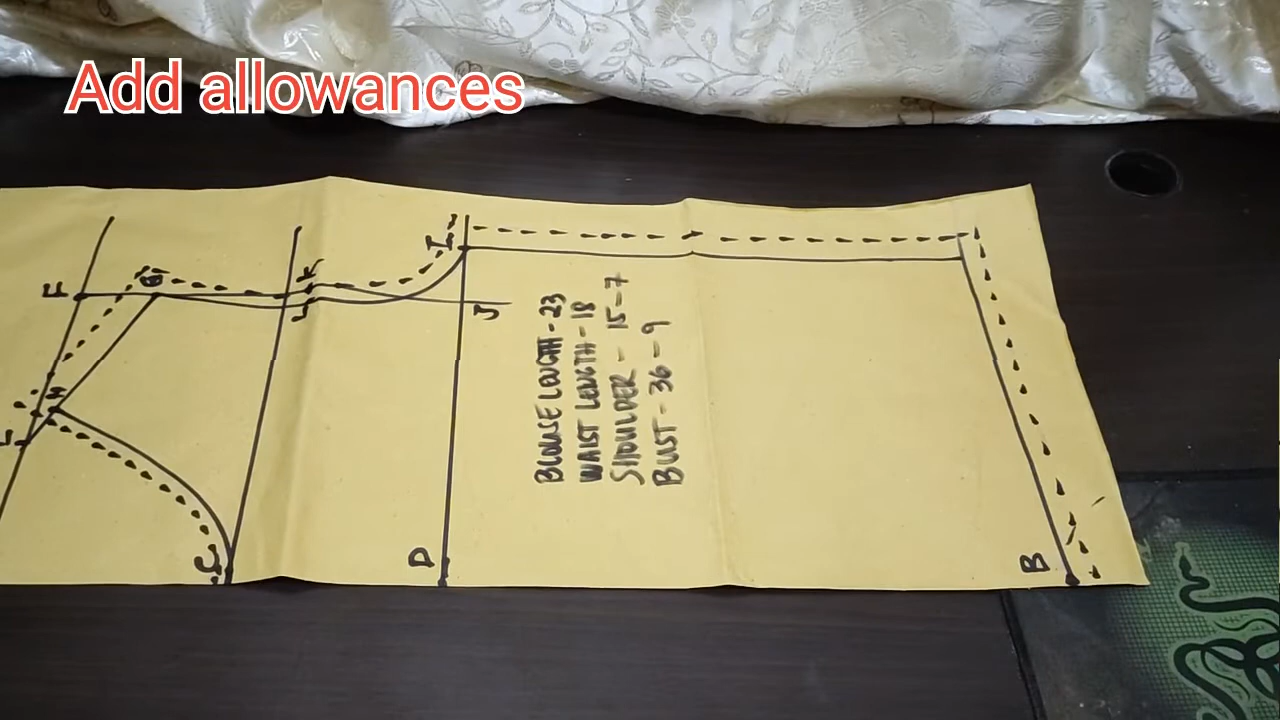 Add allowances
BLOUSE LENGTH - 23
WAIST LENGTH - 18
SHOULDER - 15 - 7
BUST - 36 - 9
F
G
K
L
I
J
H
C
D
B